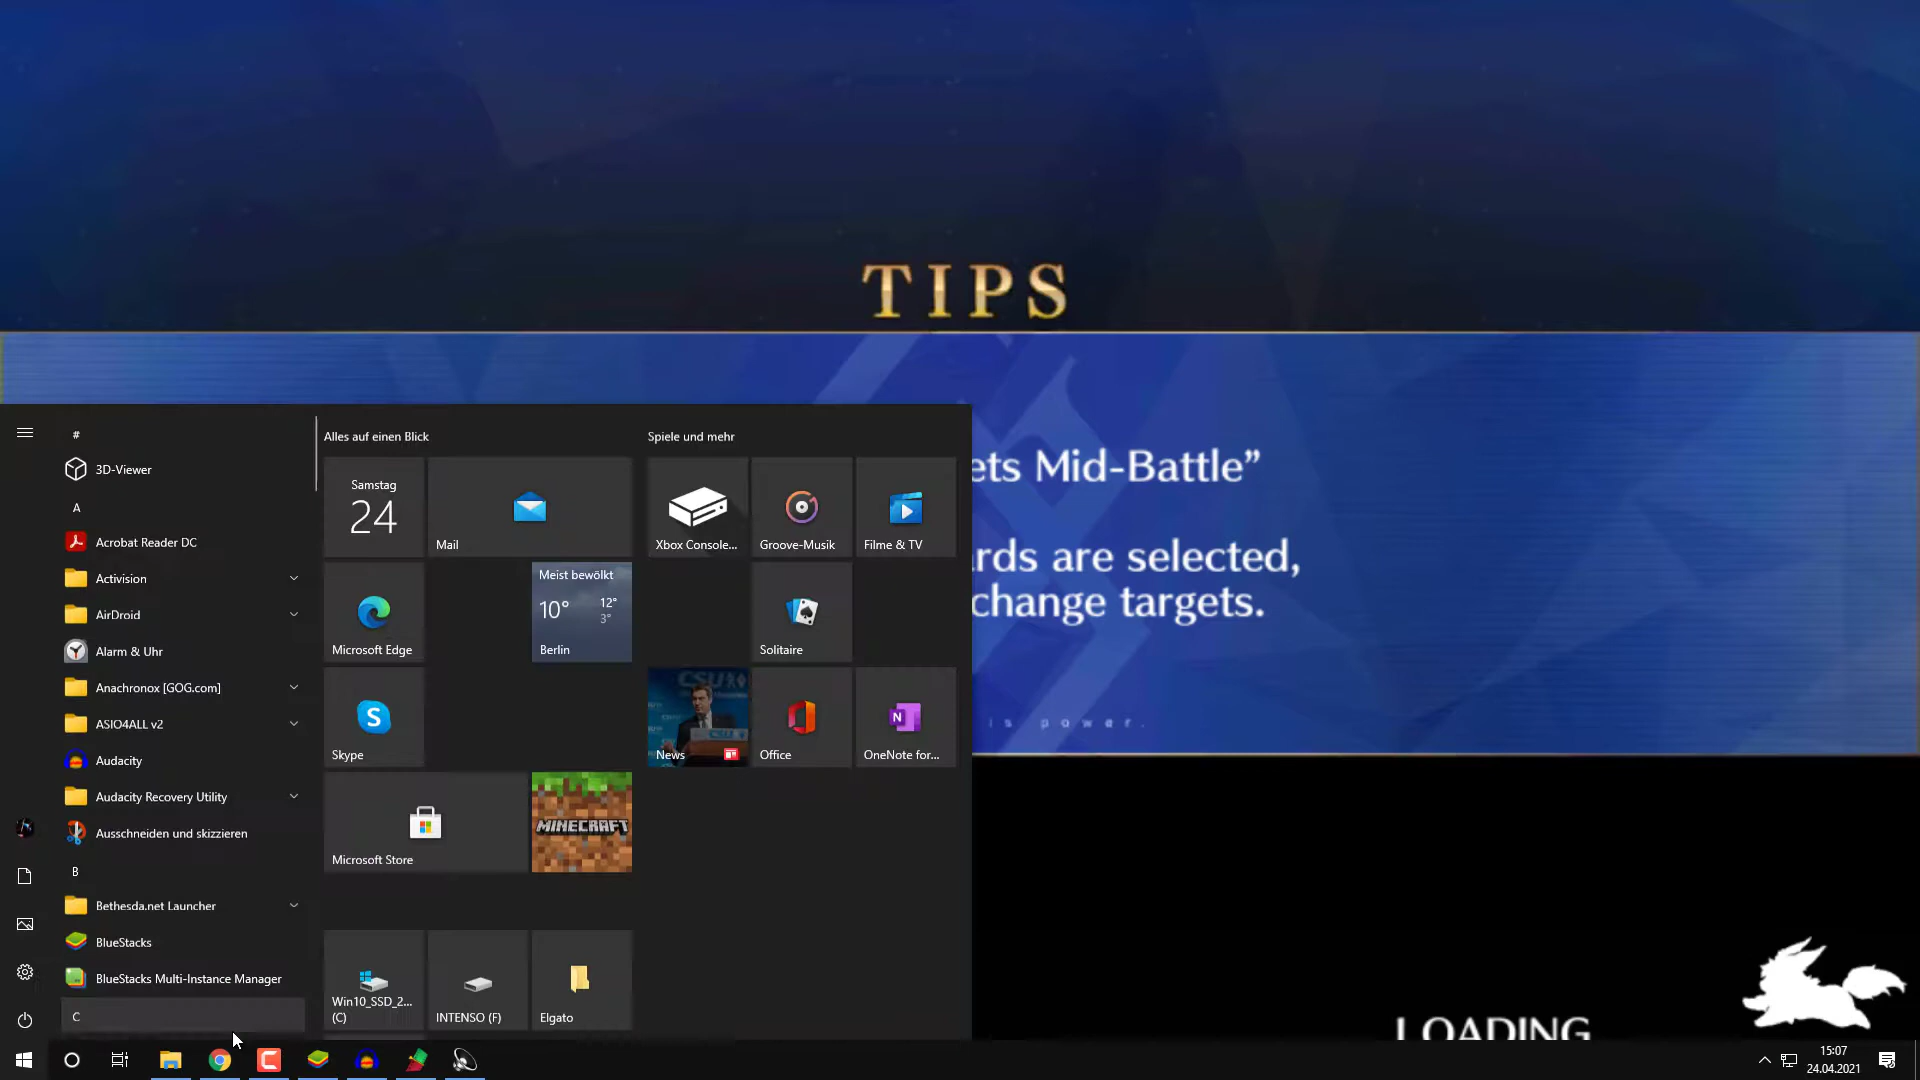 TIPS
ets Mid-Battle”
rds are selected,
change targets.
is power.
LOADING
#
3D-Viewer
A
Acrobat Reader DC
Activision
AirDroid
Alarm & Uhr
Anachronox [GOG.com]
ASIO4ALL v2
Audacity
Audacity Recovery Utility
Ausschneiden und skizzieren
B
Bethesda.net Launcher
BlueStacks
BlueStacks Multi-Instance Manager
C
Alles auf einen Blick
Samstag
24
Mail
Microsoft Edge
Meist bewölkt
10° 12°
3°
Berlin
Skype
Microsoft Store
MINECRAFT
Win10_SSD_2...
(C)
INTENSO (F)
Elgato
Spiele und mehr
Xbox Console...
Groove-Musik
Filme & TV
Solitaire
CSU
News
Office
OneNote for...
15:07
24.04.2021